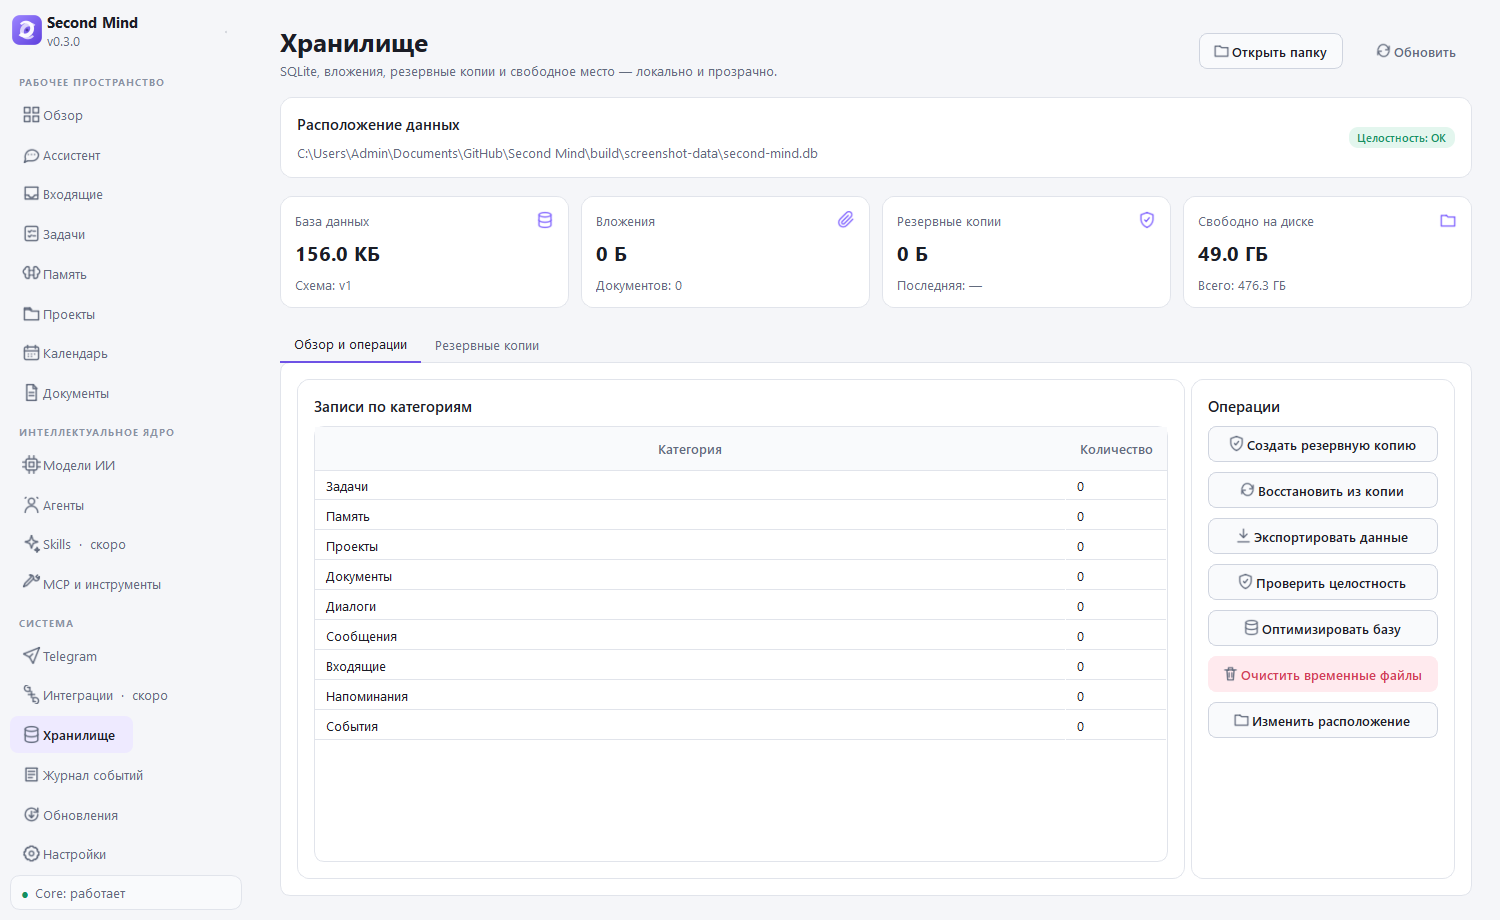 Second Mind
v0.3.0
РАБОЧЕЕ ПРОСТРАНСТВО
Обзор
Ассистент
Входящие
Задачи
Память
Проекты
Календарь
Документы
ИНТЕЛЛЕКТУАЛЬНОЕ ЯДРО
Модели ИИ
Агенты
Skills · скоро
MCP и инструменты
СИСТЕМА
Telegram
Интеграции · скоро
Хранилище
Журнал событий
Обновления
Настройки
Core: работает
Хранилище
SQLite, вложения, резервные копии и свободное место — локально и прозрачно.
Открыть папку
Обновить
Расположение данных
C:\Users\Admin\Documents\GitHub\Second Mind\build\screenshot-data\second-mind.db
Целостность: ОК
База данных
156.0 КБ
Схема: v1
Вложения
0 Б
Документов: 0
Резервные копии
0 Б
Последняя: —
Свободно на диске
49.0 ГБ
Всего: 476.3 ГБ
Обзор и операции
Резервные копии
Записи по категориям
Категория Количество
Задачи 0
Память 0
Проекты 0
Документы 0
Диалоги 0
Сообщения 0
Входящие 0
Напоминания 0
События 0
Операции
Создать резервную копию
Восстановить из копии
Экспортировать данные
Проверить целостность
Оптимизировать базу
Очистить временные файлы
Изменить расположение